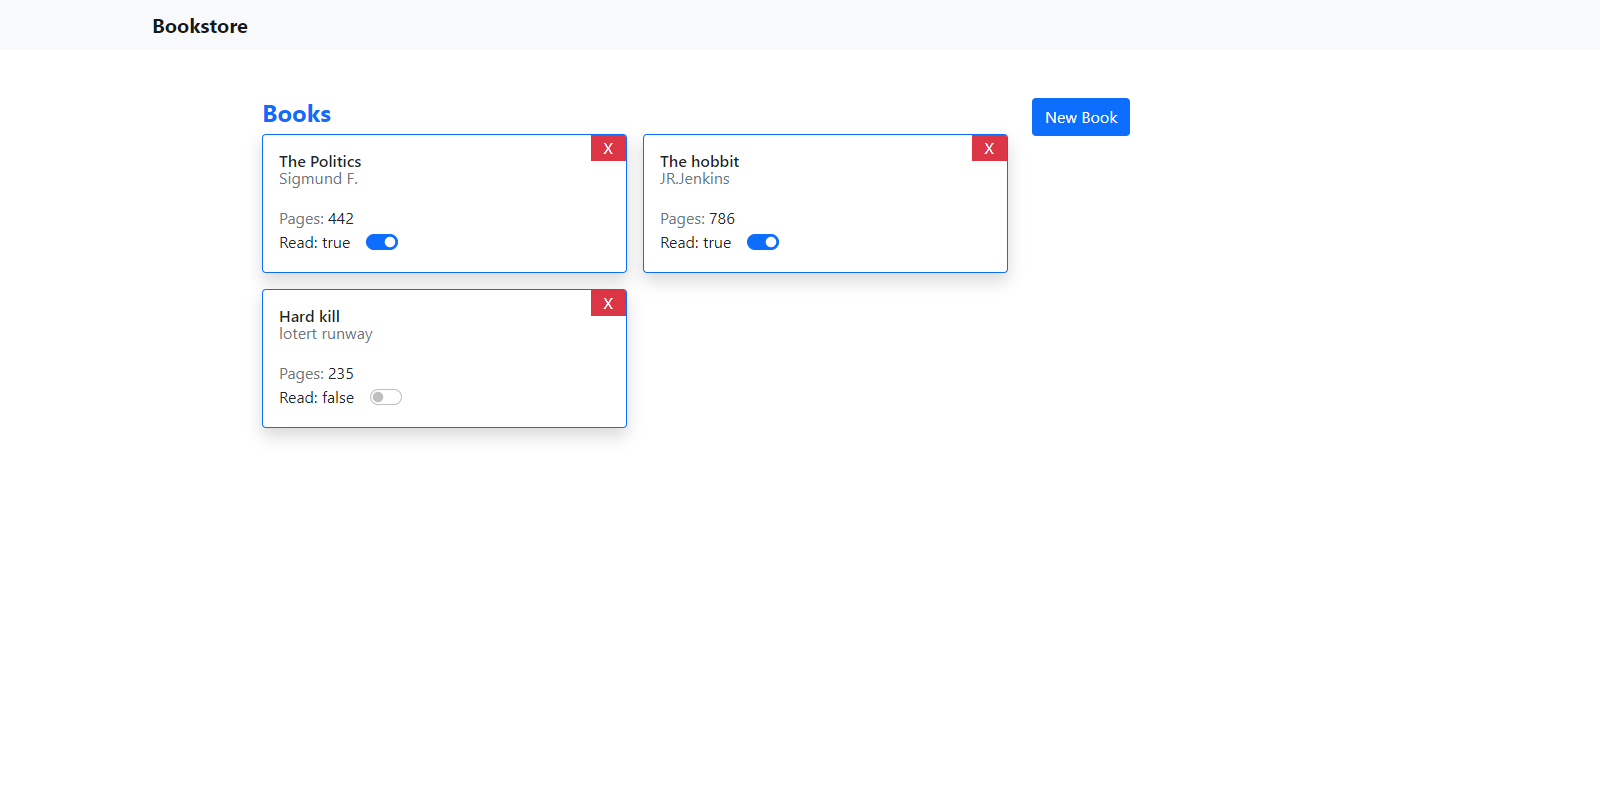 Bookstore
Books
New Book
X
The Politics
Sigmund F.
Pages: 442
Read: true
X
The hobbit
JR.Jenkins
Pages: 786
Read: true
X
Hard kill
lotert runway
Pages: 235
Read: false